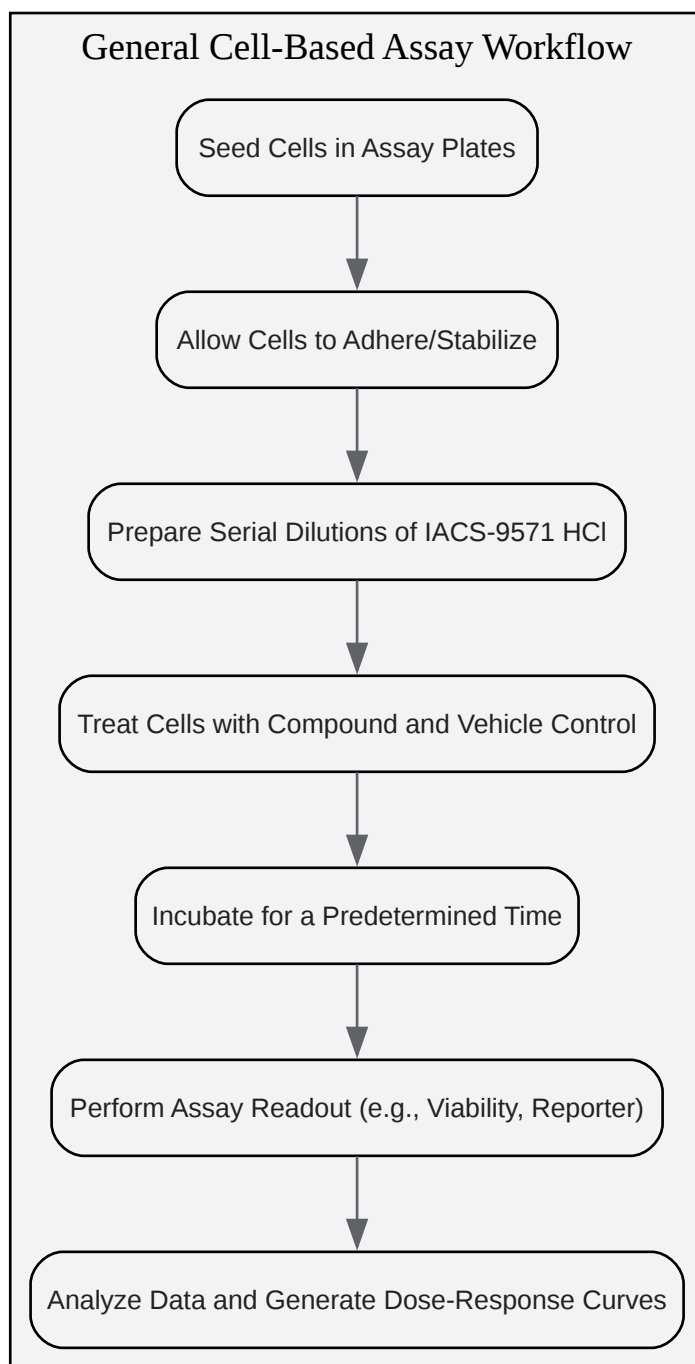 General Cell-Based Assay Workflow
Seed Cells in Assay Plates
Allow Cells to Adhere/Stabilize
Prepare Serial Dilutions of IACS-9571 HCl
Treat Cells with Compound and Vehicle Control
Incubate for a Predetermined Time
Perform Assay Readout (e.g., Viability, Reporter)
Analyze Data and Generate Dose-Response Curves